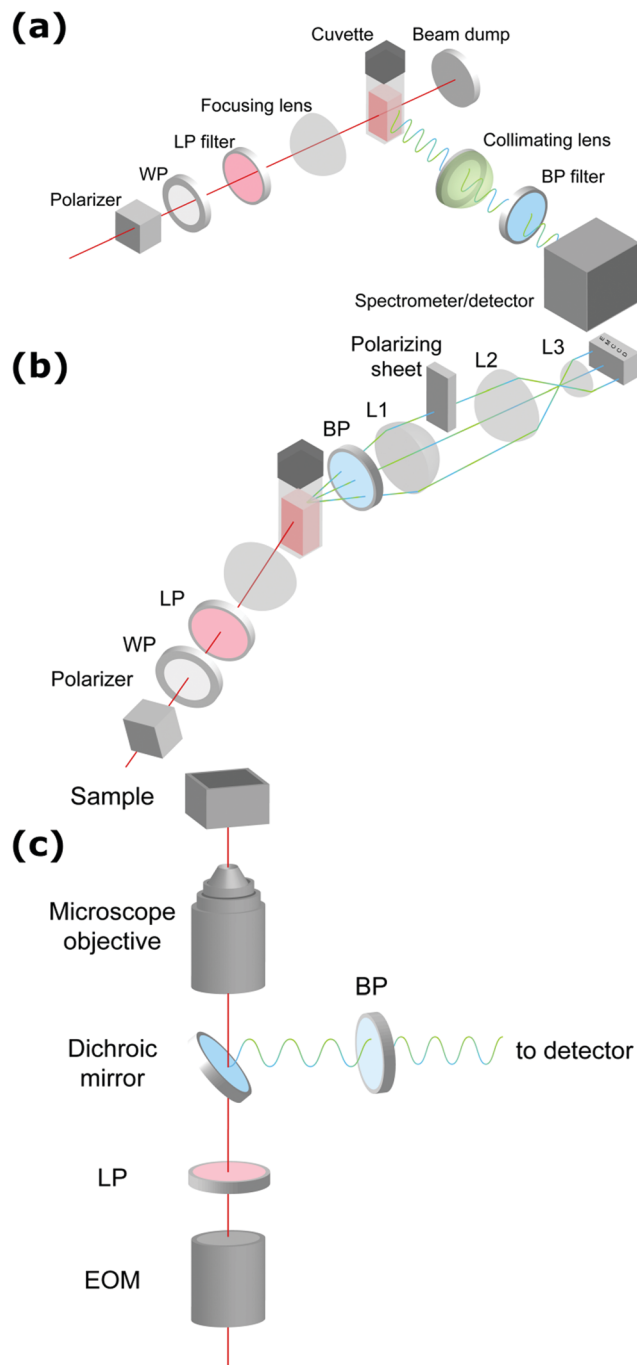 (a)
Cuvette
Beam dump
Focusing lens
LP filter
WP
Polarizer
Collimating lens
BP filter
Spectrometer/detector
(b)
Polarizing
sheet
L2
L3
EMCCD
L1
BP
LP
WP
Polarizer
Sample
(c)
Microscope
objective
BP
Dichroic
mirror
to detector
LP
EOM